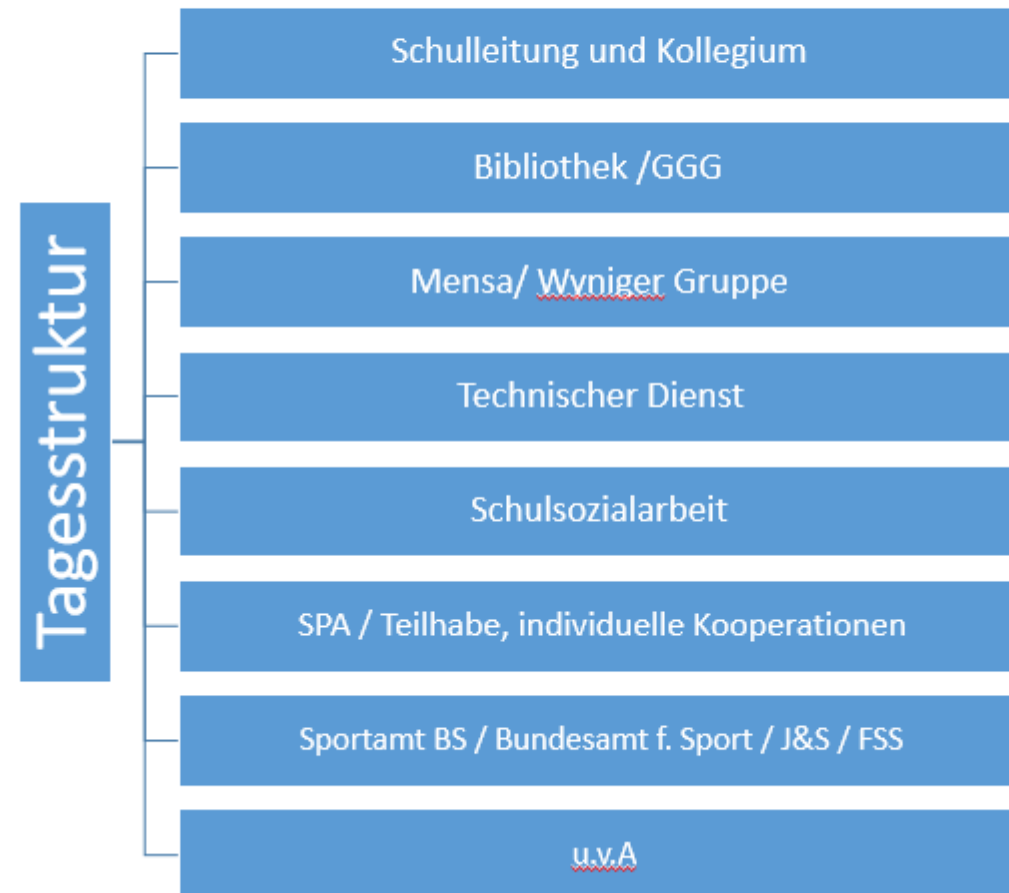 Tagesstruktur
Schulleitung und Kollegium
Bibliothek /GGG
Mensa/ Wyniger Gruppe
Technischer Dienst
Schulsozialarbeit
SPA / Teilhabe, individuelle Kooperationen
Sportamt BS / Bundesamt f. Sport / J&S / FSS
u.v.A